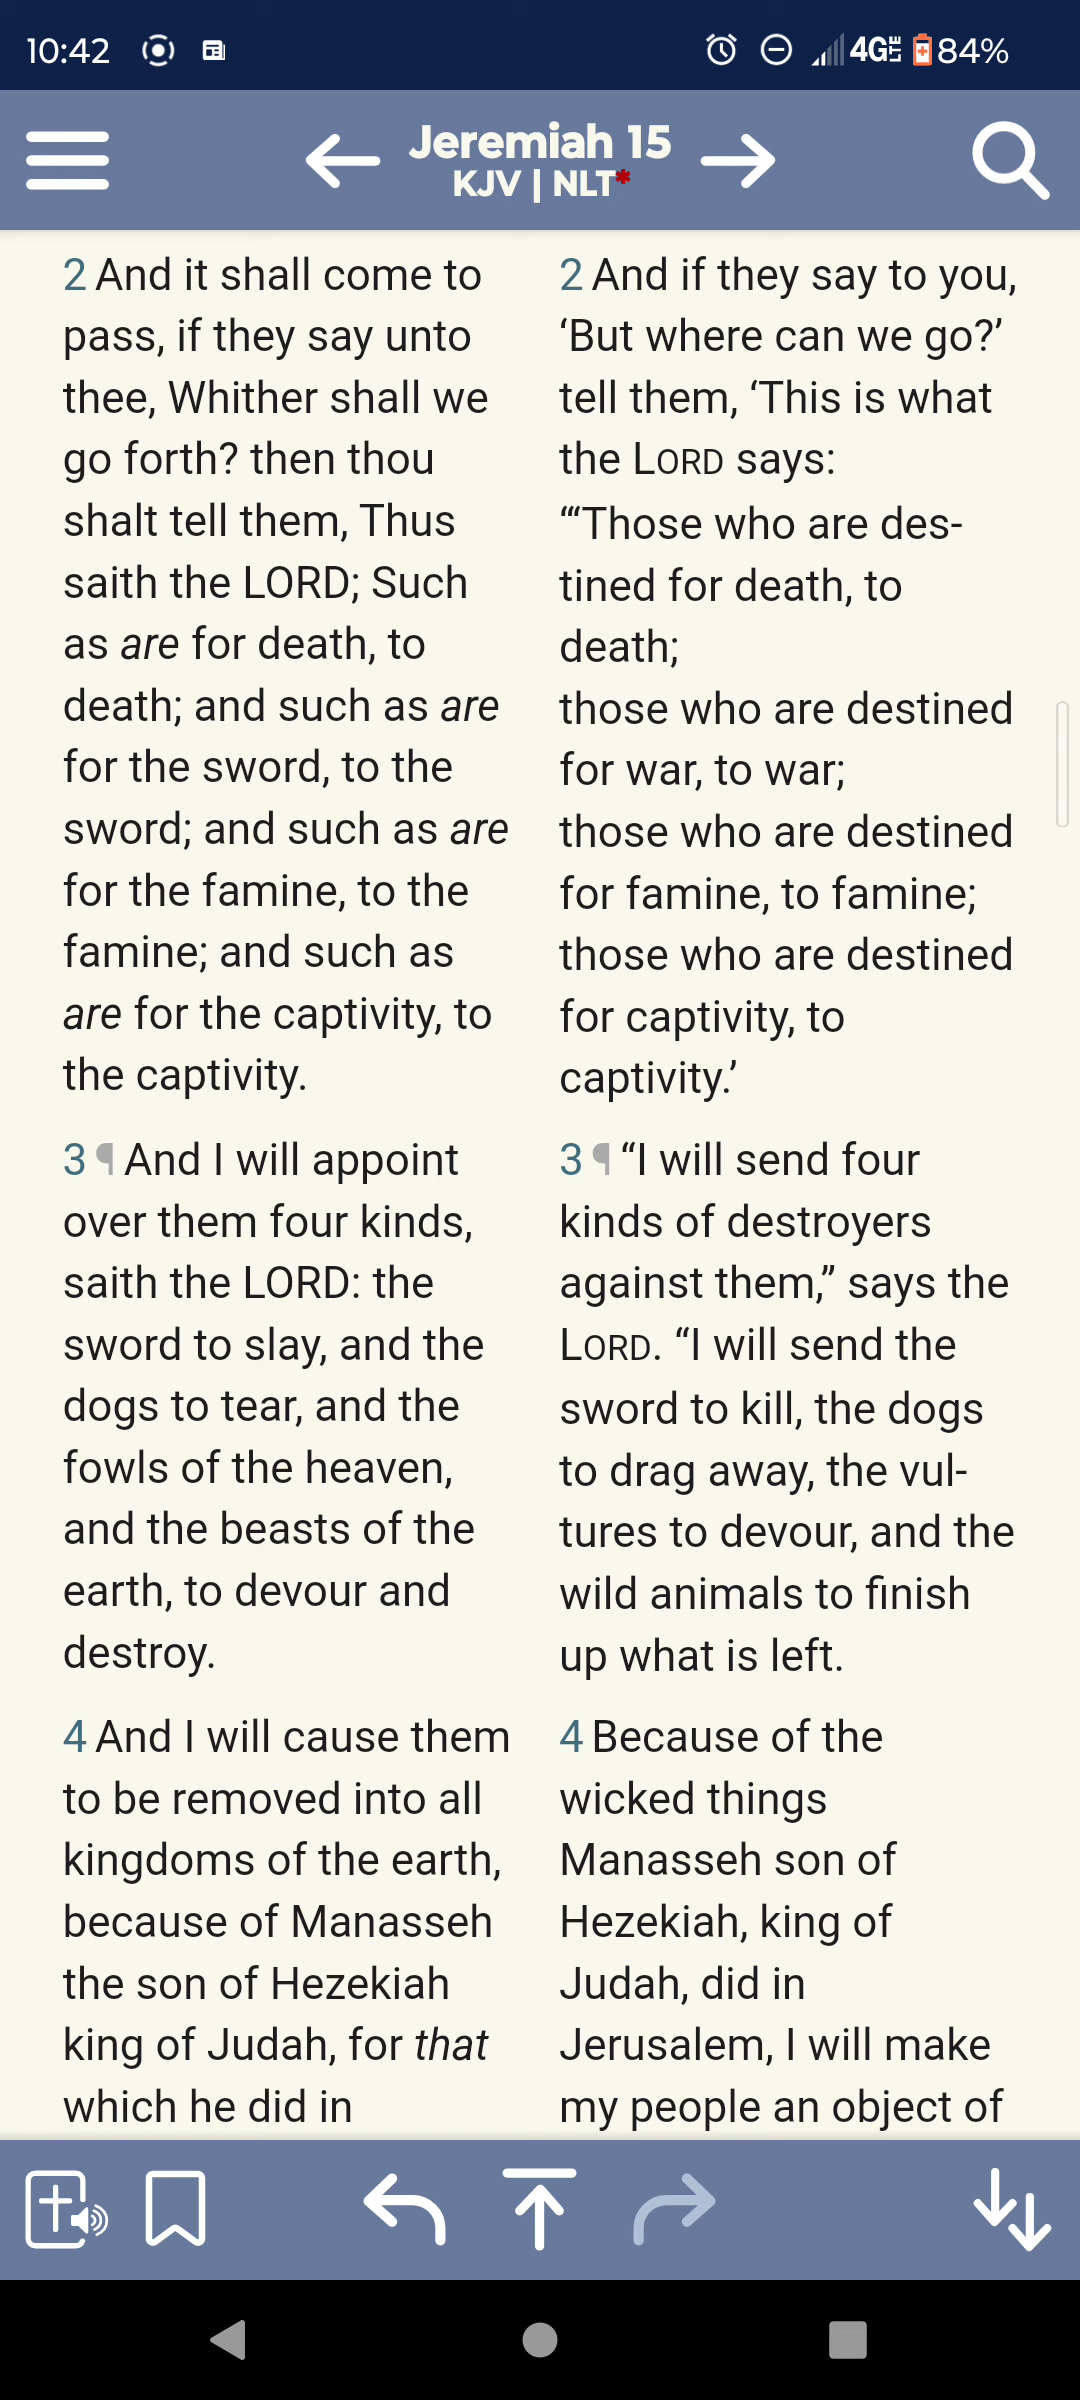 10:42
4G LTE 84%
Jeremiah 15
KJV | NLT*
2 And it shall come to
pass, if they say unto
thee, Whither shall we
go forth? then thou
shalt tell them, Thus
saith the LORD; Such
as are for death, to
death; and such as are
for the sword, to the
sword; and such as are
for the famine, to the
famine; and such as
are for the captivity, to
the captivity.
3 ¶ And I will appoint
over them four kinds,
saith the LORD: the
sword to slay, and the
dogs to tear, and the
fowls of the heaven,
and the beasts of the
earth, to devour and
destroy.
4 And I will cause them
to be removed into all
kingdoms of the earth,
because of Manasseh
the son of Hezekiah
king of Judah, for that
which he did in
2 And if they say to you,
‘But where can we go?’
tell them, ‘This is what
the LORD says:
“‘Those who are des-
tined for death, to
death;
those who are destined
for war, to war;
those who are destined
for famine, to famine;
those who are destined
for captivity, to
captivity.’
3 ¶ “I will send four
kinds of destroyers
against them,” says the
LORD. “I will send the
sword to kill, the dogs
to drag away, the vul-
tures to devour, and the
wild animals to finish
up what is left.
4 Because of the
wicked things
Manasseh son of
Hezekiah, king of
Judah, did in
Jerusalem, I will make
my people an object of